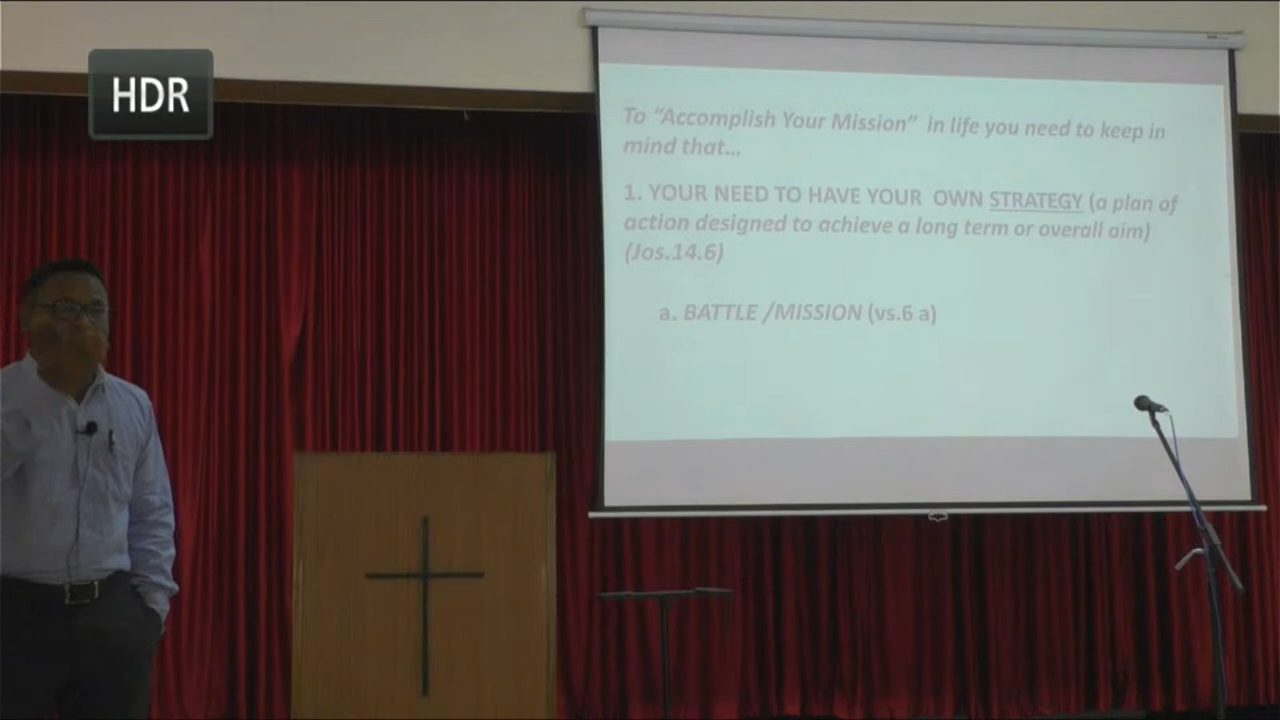 HDR
To “Accomplish Your Mission” in life you need to keep in
mind that...
1. YOUR NEED TO HAVE YOUR OWN STRATEGY (a plan of
action designed to achieve a long term or overall aim)
(Jos.14.6)
a. BATTLE /MISSION (vs.6 a)